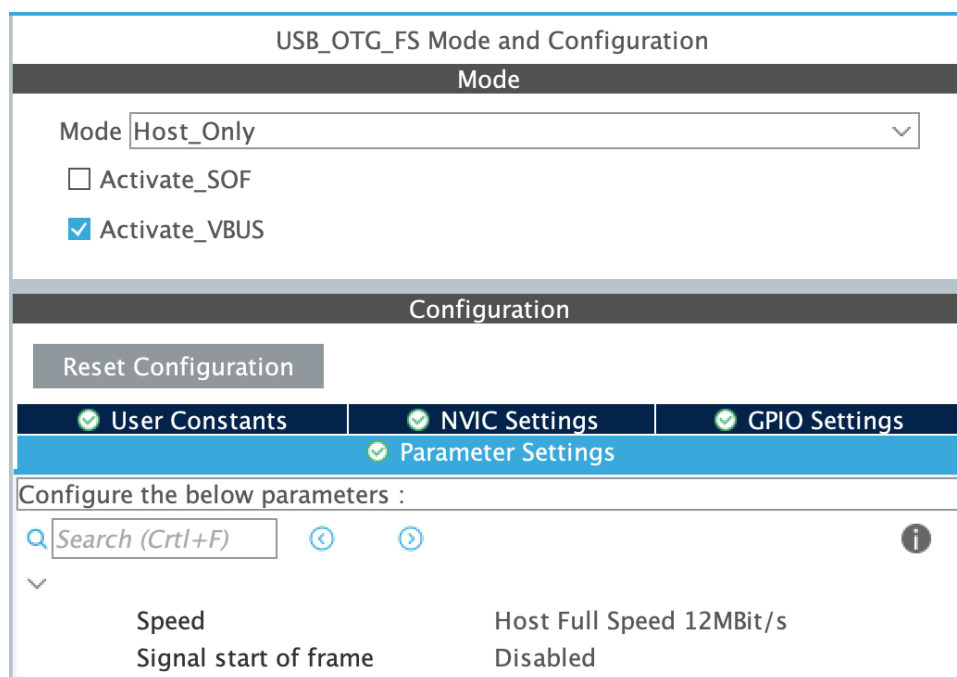 USB_OTG_FS Mode and Configuration
Mode
Mode Host_Only
Activate_SOF
Activate_VBUS
Configuration
Reset Configuration
User Constants NVIC Settings GPIO Settings
Parameter Settings
Configure the below parameters :
Search (Crtl+F)
Speed Host Full Speed 12MBit/s
Signal start of frame Disabled